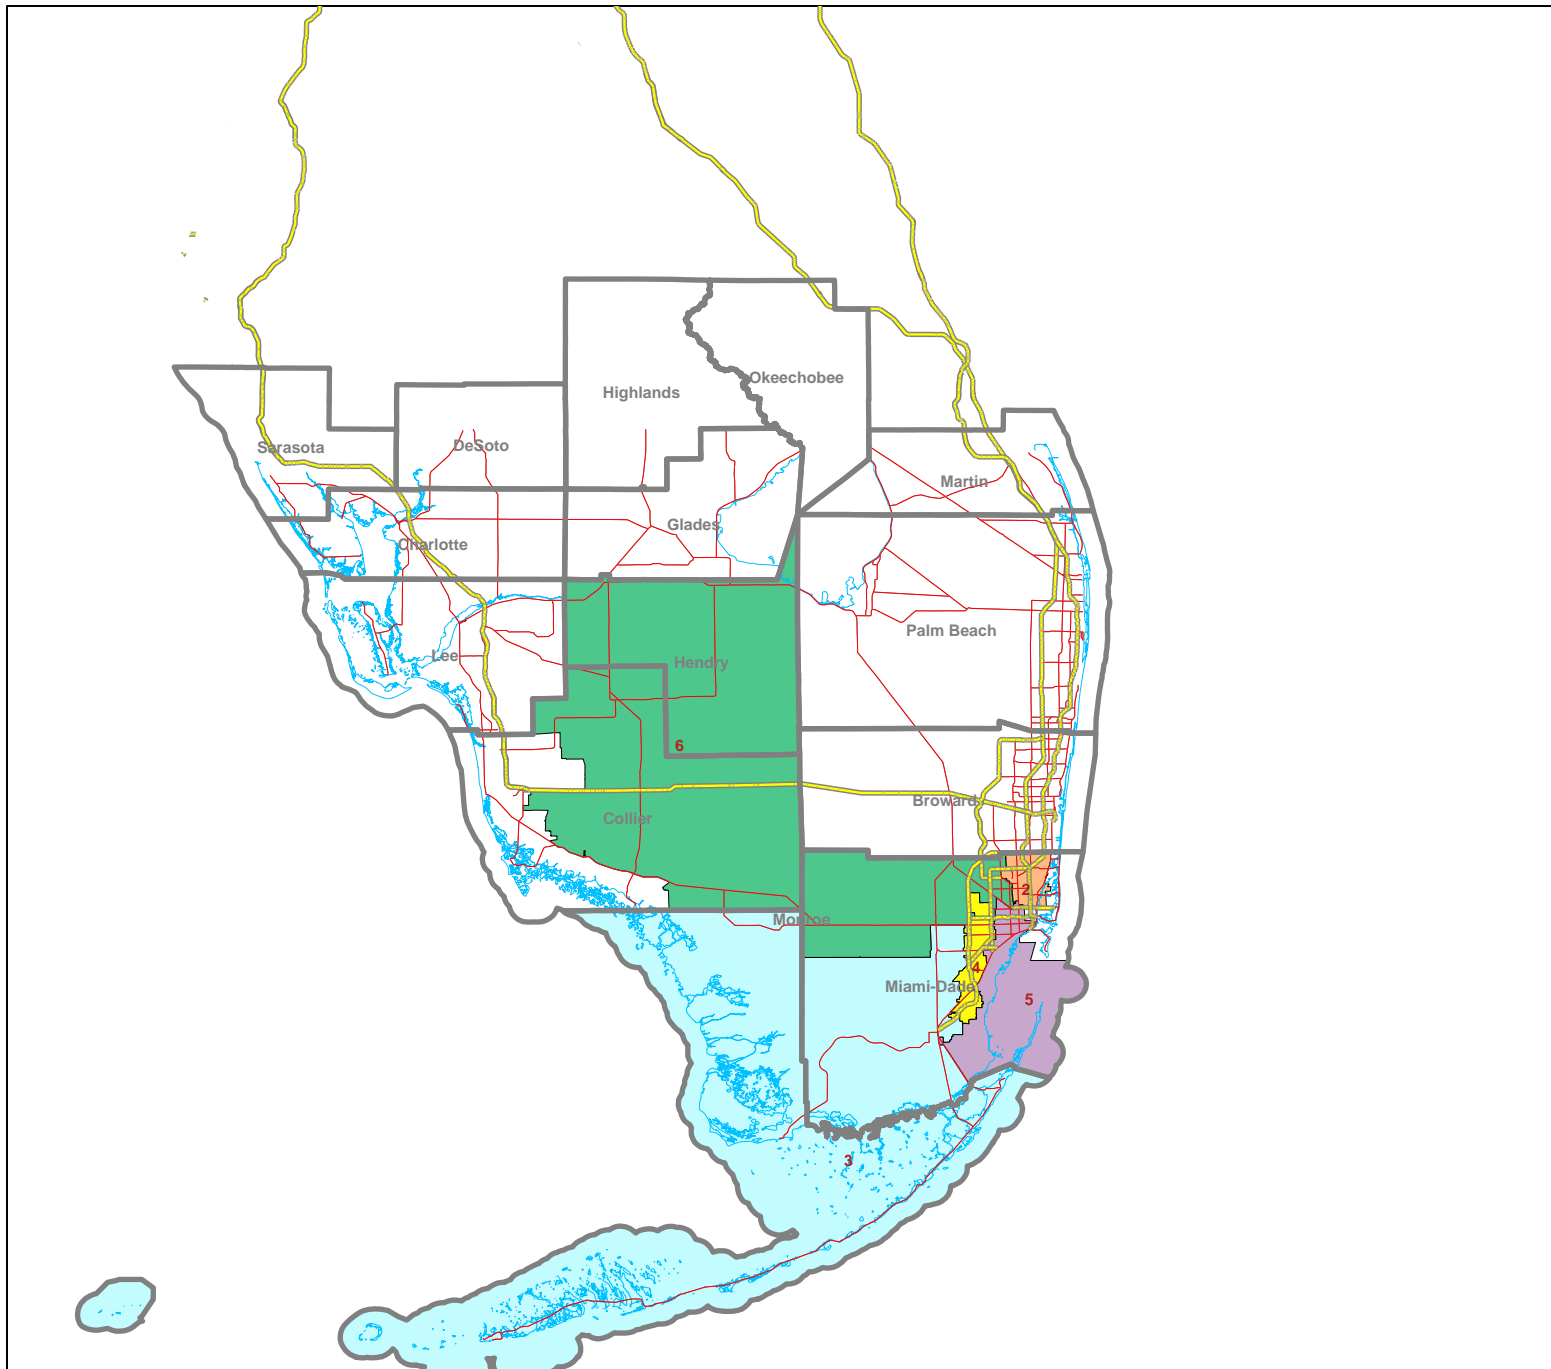 Okeechobee
Highlands
Sarasota
DeSoto
Martin
Glades
Charlotte
Palm Beach
Lee
Hendry
6
Broward
Collier
2
Monroe
4
Miami-Dade
5
3